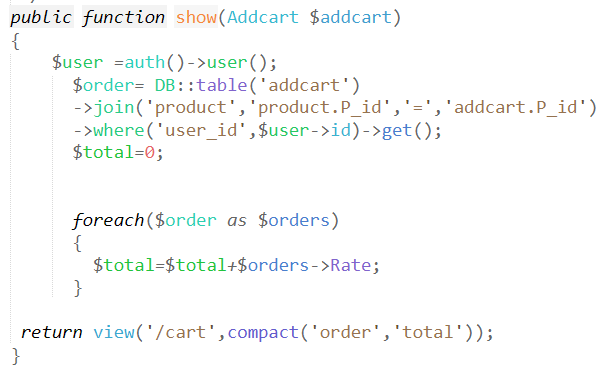 public function show(Addcart $addcart)
{
$user =auth()->user();
$order= DB::table('addcart')
->join('product','product.P_id','=','addcart.P_id')
->where('user_id',$user->id)->get();
$total=0;
foreach($order as $orders)
{
$total=$total+$orders->Rate;
}
return view('/cart',compact('order','total'));
}